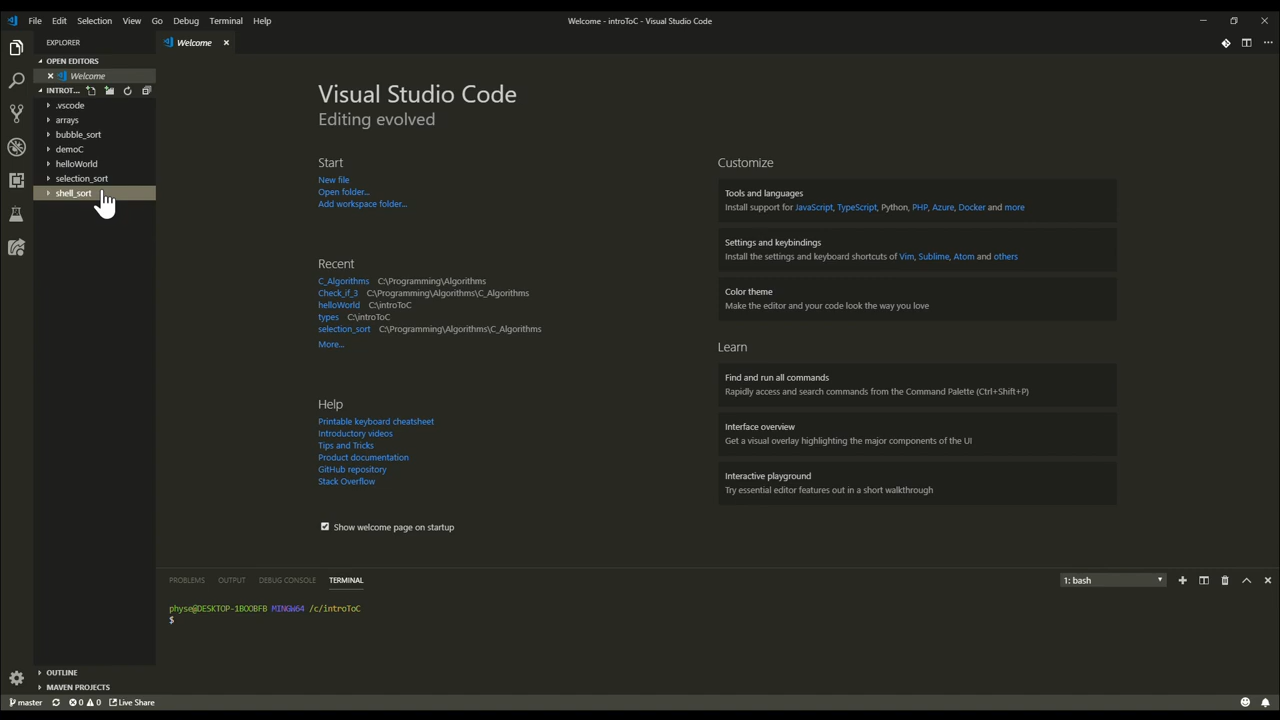 File Edit Selection View Go Debug Terminal Help
Welcome - introToC - Visual Studio Code
EXPLORER
OPEN EDITORS
Welcome
INTROT...
.vscode
arrays
bubble_sort
demoC
helloWorld
selection_sort
shell_sort
OUTLINE
MAVEN PROJECTS
Welcome
Visual Studio Code
Editing evolved
Start
New file
Open folder...
Add workspace folder...
Recent
C_Algorithms C:\Programming\Algorithms
Check_if_3 C:\Programming\Algorithms\C_Algorithms
helloWorld C:\introToC
types C:\introToC
selection_sort C:\Programming\Algorithms\C_Algorithms
More...
Help
Printable keyboard cheatsheet
Introductory videos
Tips and Tricks
Product documentation
GitHub repository
Stack Overflow
Show welcome page on startup
Customize
Tools and languages
Install support for JavaScript, TypeScript, Python, PHP, Azure, Docker and more
Settings and keybindings
Install the settings and keyboard shortcuts of Vim, Sublime, Atom and others
Color theme
Make the editor and your code look the way you love
Learn
Find and run all commands
Rapidly access and search commands from the Command Palette (Ctrl+Shift+P)
Interface overview
Get a visual overlay highlighting the major components of the UI
Interactive playground
Try essential editor features out in a short walkthrough
PROBLEMS OUTPUT DEBUG CONSOLE TERMINAL
1: bash
physe@DESKTOP-1BOOBFB MINGW64 /c/introToC
$
master 0 0 Live Share